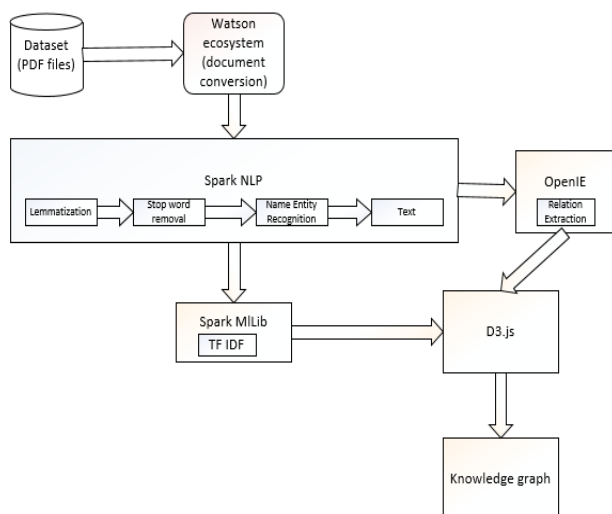 Dataset
(PDF files)
Watson
ecosystem
(document
conversion)
Spark NLP
Lemmatization
Stop word
removal
Name Entity
Recognition
Text
OpenIE
Relation
Extraction
Spark MlLib
TF IDF
D3.js
Knowledge graph